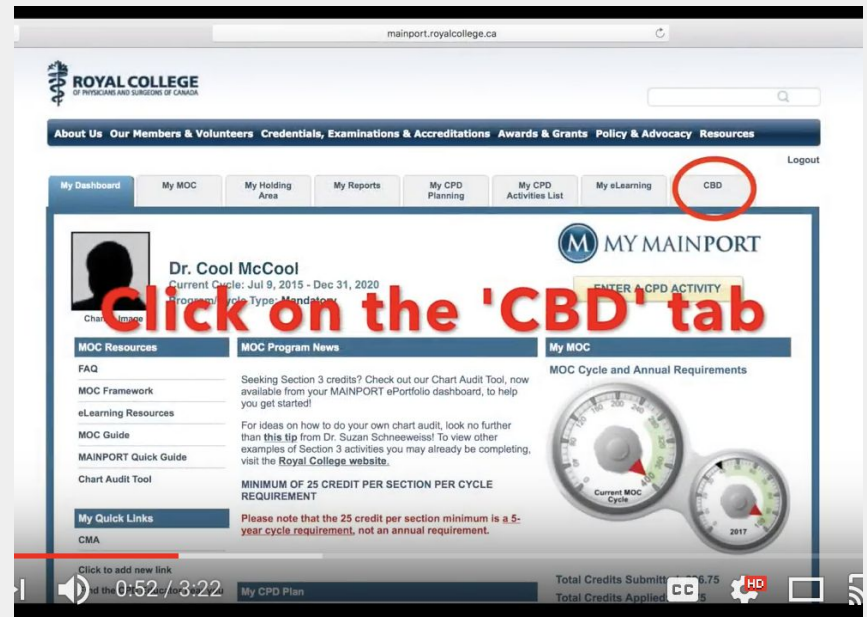 mainport.royalcollege.ca
ROYAL COLLEGE
OF PHYSICIANS AND SURGEONS OF CANADA
About Us Our Members & Volunteers Credentials, Examinations & Accreditations Awards & Grants Policy & Advocacy Resources
Logout
My Dashboard
My MOC
My Holding
Area
My Reports
My CPD
Planning
My CPD
Activities List
My eLearning
CBD
M MY MAINPORT
Dr. Cool McCool
Current Cycle: Jul 9, 2015 - Dec 31, 2020
Program/Cycle Type: Mandatory
ENTER A CPD ACTIVITY
Change Image
Click on the 'CBD' tab
MOC Resources
FAQ
MOC Framework
eLearning Resources
MOC Guide
MAINPORT Quick Guide
Chart Audit Tool
My Quick Links
CMA
Click to add new link
MOC Program News
Seeking Section 3 credits? Check out our Chart Audit Tool, now
available from your MAINPORT ePortfolio dashboard, to help
you get started!
For ideas on how to do your own chart audit, look no further
than this tip from Dr. Suzan Schneeweiss! To view other
examples of Section 3 activities you may already be completing,
visit the Royal College website.
MINIMUM OF 25 CREDIT PER SECTION PER CYCLE
REQUIREMENT
Please note that the 25 credit per section minimum is a 5-
year cycle requirement, not an annual requirement.
My CPD Plan
My MOC
MOC Cycle and Annual Requirements
Current MOC
Cycle
2017
Total Credits
Total Credits Applied
0:52 / 3:22
CC
HD